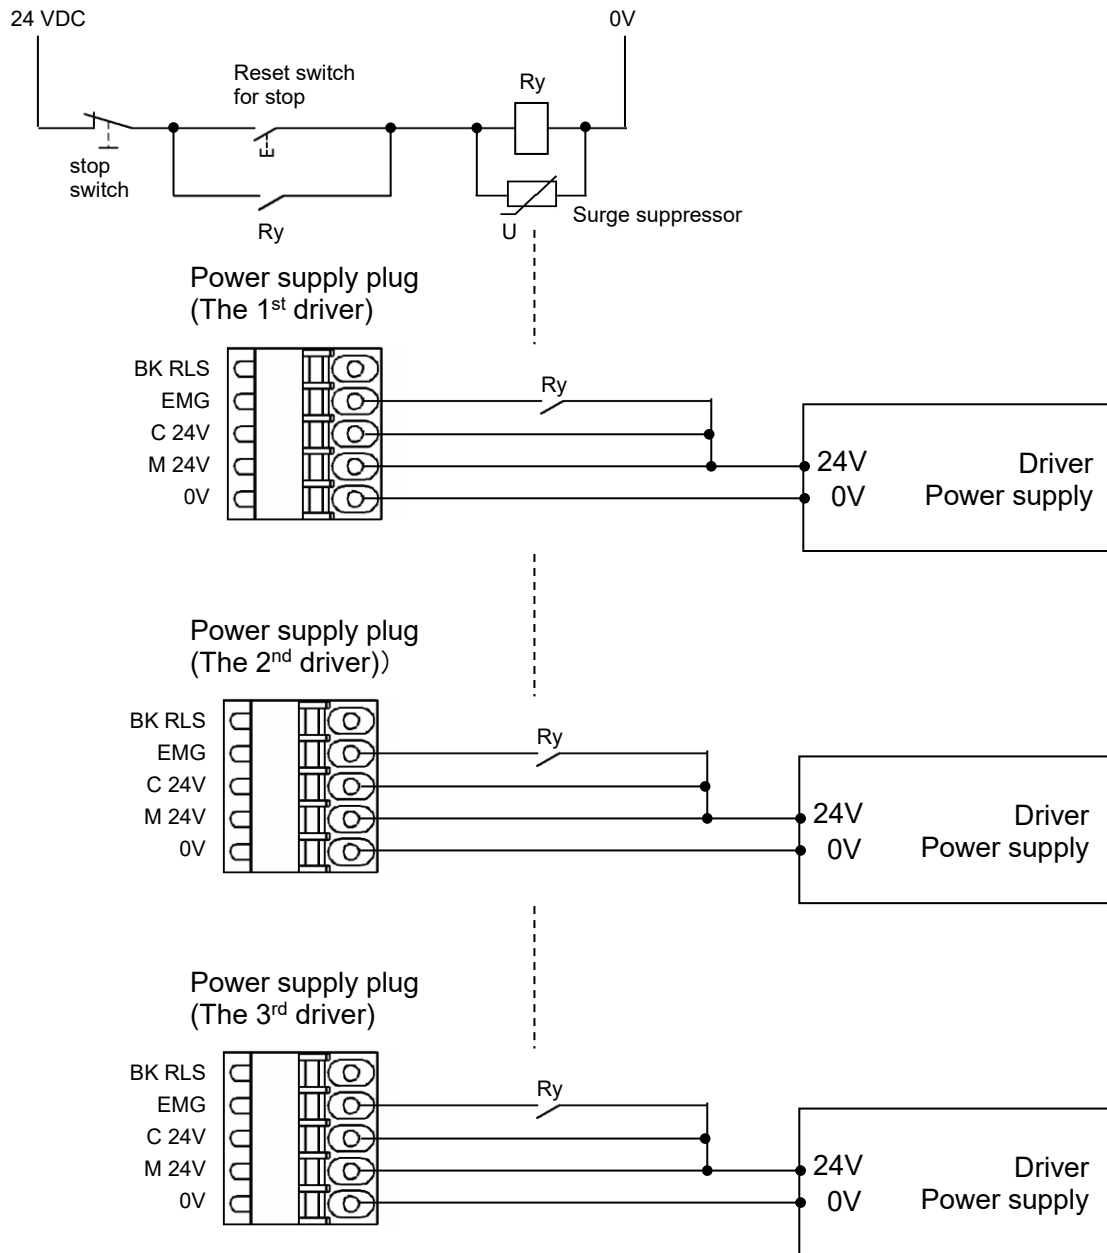 24 VDC
0V
Reset switch
for stop
Ry
stop
switch
Ry
U
Surge suppressor
Power supply plug
(The 1st driver)
BK RLS
EMG
C 24V
M 24V
0V
Ry
24V
0V
Driver
Power supply
Power supply plug
(The 2nd driver)）
BK RLS
EMG
C 24V
M 24V
0V
Ry
24V
0V
Driver
Power supply
Power supply plug
(The 3rd driver)
BK RLS
EMG
C 24V
M 24V
0V
Ry
24V
0V
Driver
Power supply